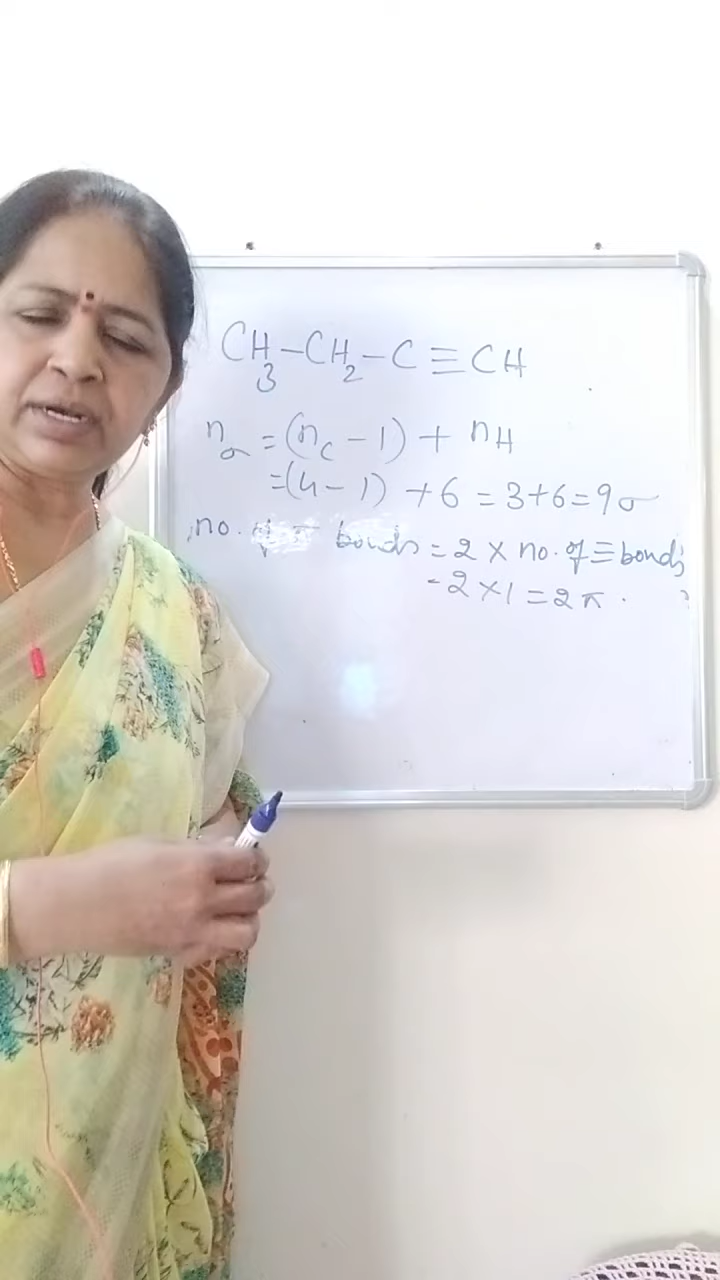 CH₃-CH₂-C≡CH
nσ = (n_C - 1) + nH
= (4 - 1) + 6 = 3+6 = 9σ
no. of π bonds = 2 × no. of ≡ bonds
- 2 × 1 = 2π.